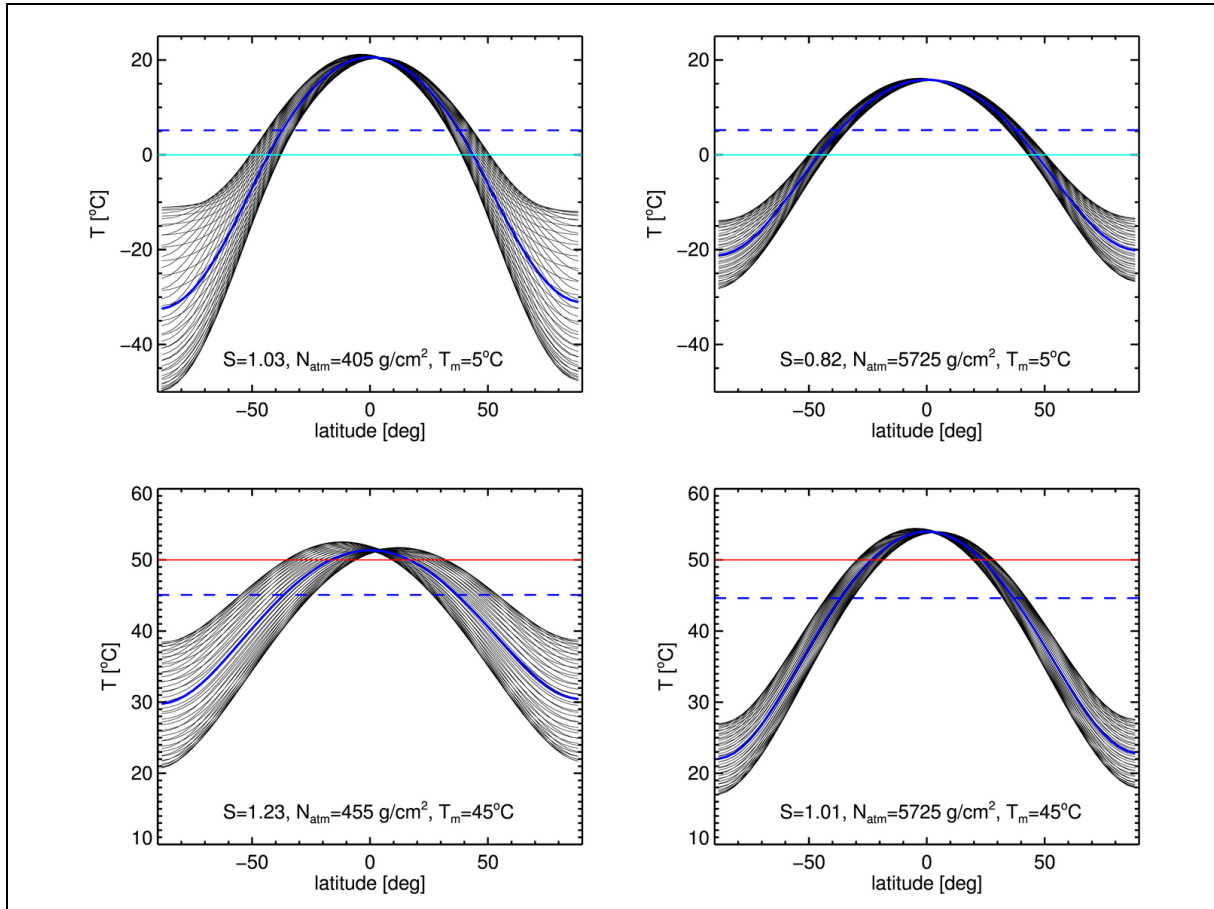 20
0
−20
−40
T [°C]
−50 0 50
latitude [deg]
S=1.03, N_atm=405 g/cm², T_m=5°C
20
0
−20
−40
T [°C]
−50 0 50
latitude [deg]
S=0.82, N_atm=5725 g/cm², T_m=5°C
60
50
40
30
20
10
T [°C]
−50 0 50
latitude [deg]
S=1.23, N_atm=455 g/cm², T_m=45°C
60
50
40
30
20
10
T [°C]
−50 0 50
latitude [deg]
S=1.01, N_atm=5725 g/cm², T_m=45°C